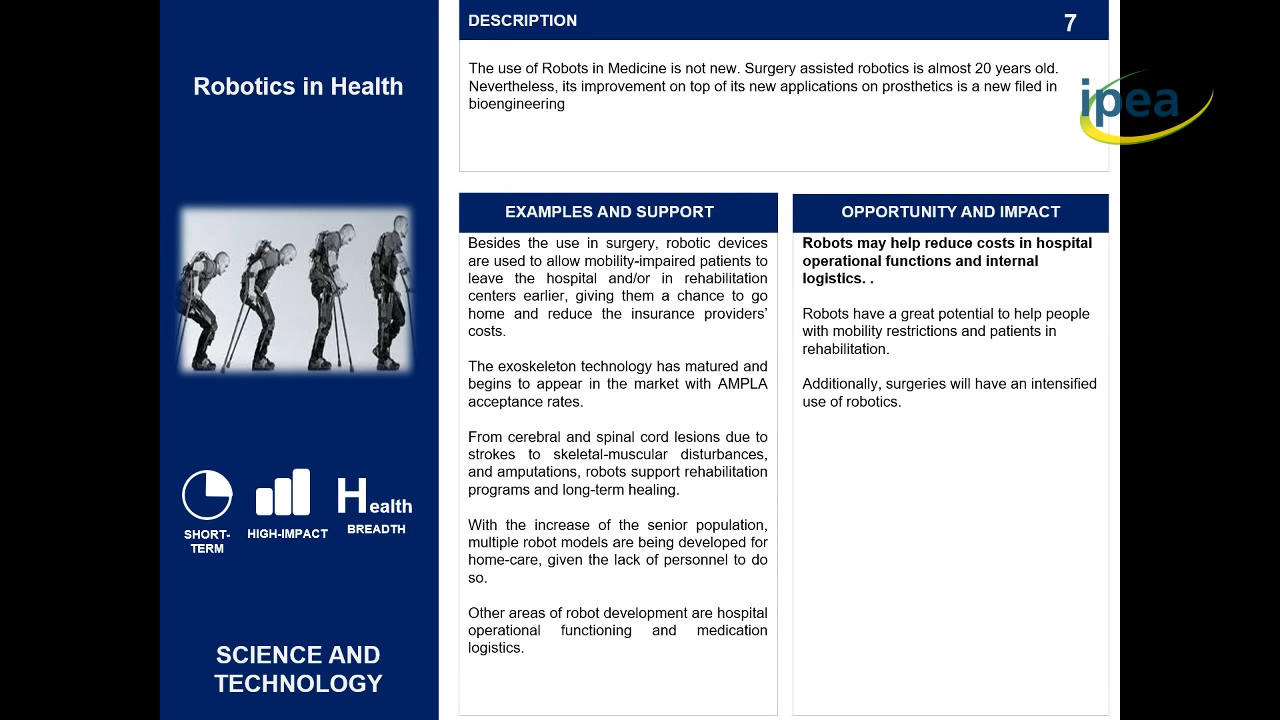 Robotics in Health
SHORT-
TERM
HIGH-IMPACT
Health
BREADTH
SCIENCE AND
TECHNOLOGY
DESCRIPTION
7
The use of Robots in Medicine is not new. Surgery assisted robotics is almost 20 years old.
Nevertheless, its improvement on top of its new applications on prosthetics is a new filed in
bioengineering
ipea
EXAMPLES AND SUPPORT
Besides the use in surgery, robotic devices
are used to allow mobility-impaired patients to
leave the hospital and/or in rehabilitation
centers earlier, giving them a chance to go
home and reduce the insurance providers'
costs.
The exoskeleton technology has matured and
begins to appear in the market with AMPLA
acceptance rates.
From cerebral and spinal cord lesions due to
strokes to skeletal-muscular disturbances,
and amputations, robots support rehabilitation
programs and long-term healing.
With the increase of the senior population,
multiple robot models are being developed for
home-care, given the lack of personnel to do
so.
Other areas of robot development are hospital
operational functioning and medication
logistics.
OPPORTUNITY AND IMPACT
Robots may help reduce costs in hospital
operational functions and internal
logistics. .
Robots have a great potential to help people
with mobility restrictions and patients in
rehabilitation.
Additionally, surgeries will have an intensified
use of robotics.